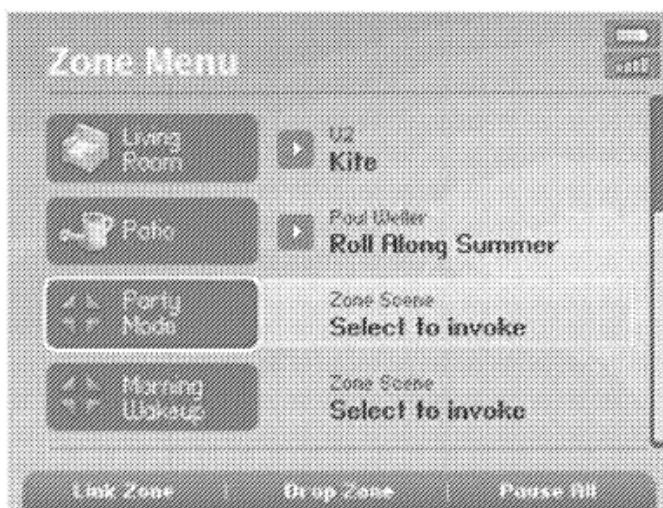 Zone Menu
Living
Room
U2
Kite
Patio
Paul Weller
Roll Along Summer
Party
Mode
Zone Scene
Select to invoke
Morning
Wakeup
Zone Scene
Select to invoke
Link Zone
Drop Zone
Pause All